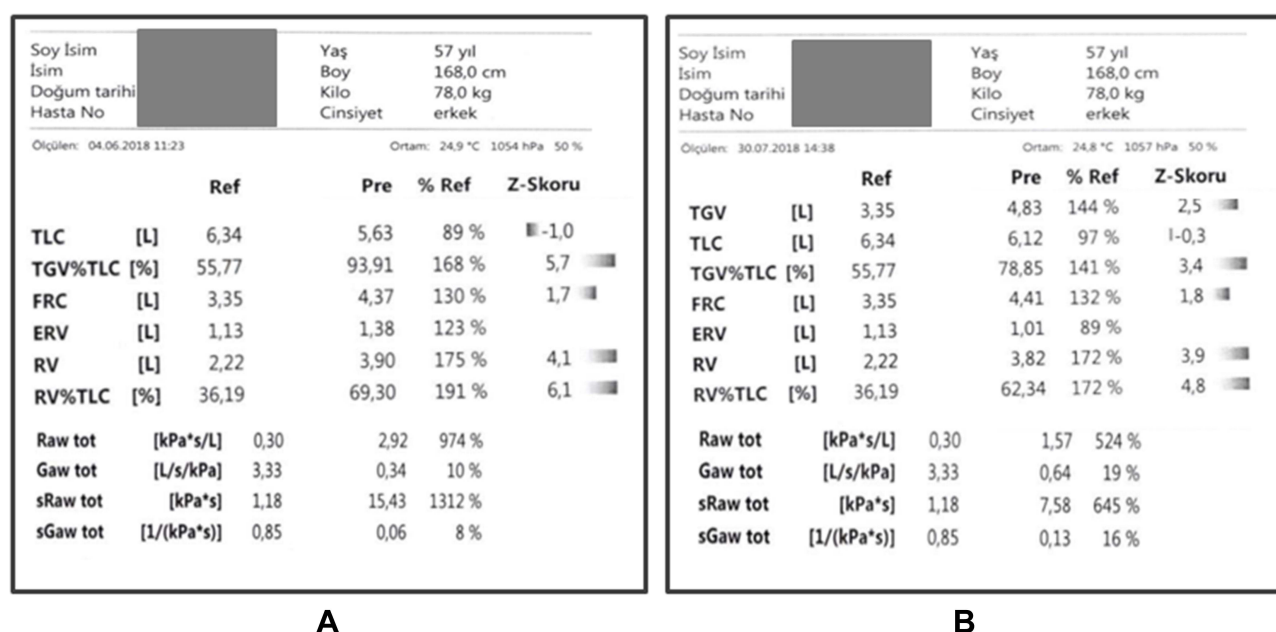 Soy İsim Yaş 57 yıl
İsim Boy 168,0 cm
Doğum tarihi Kilo 78,0 kg
Hasta No Cinsiyet erkek
Ölçülen: 04.06.2018 11:23 Ortam: 24,9 °C 1054 hPa 50 %
Ref Pre % Ref Z-Skoru
TLC [L] 6,34 5,63 89 % -1,0
TGV%TLC [%] 55,77 93,91 168 % 5,7
FRC [L] 3,35 4,37 130 % 1,7
ERV [L] 1,13 1,38 123 %
RV [L] 2,22 3,90 175 % 4,1
RV%TLC [%] 36,19 69,30 191 % 6,1
Raw tot [kPa*s/L] 0,30 2,92 974 %
Gaw tot [L/s/kPa] 3,33 0,34 10 %
sRaw tot [kPa*s] 1,18 15,43 1312 %
sGaw tot [1/(kPa*s)] 0,85 0,06 8 %
A
Soy İsim Yaş 57 yıl
İsim Boy 168,0 cm
Doğum tarihi Kilo 78,0 kg
Hasta No Cinsiyet erkek
Ölçülen: 30.07.2018 14:38 Ortam: 24,8 °C 1057 hPa 50 %
Ref Pre % Ref Z-Skoru
TGV [L] 3,35 4,83 144 % 2,5
TLC [L] 6,34 6,12 97 % -0,3
TGV%TLC [%] 55,77 78,85 141 % 3,4
FRC [L] 3,35 4,41 132 % 1,8
ERV [L] 1,13 1,01 89 %
RV [L] 2,22 3,82 172 % 3,9
RV%TLC [%] 36,19 62,34 172 % 4,8
Raw tot [kPa*s/L] 0,30 1,57 524 %
Gaw tot [L/s/kPa] 3,33 0,64 19 %
sRaw tot [kPa*s] 1,18 7,58 645 %
sGaw tot [1/(kPa*s)] 0,85 0,13 16 %
B